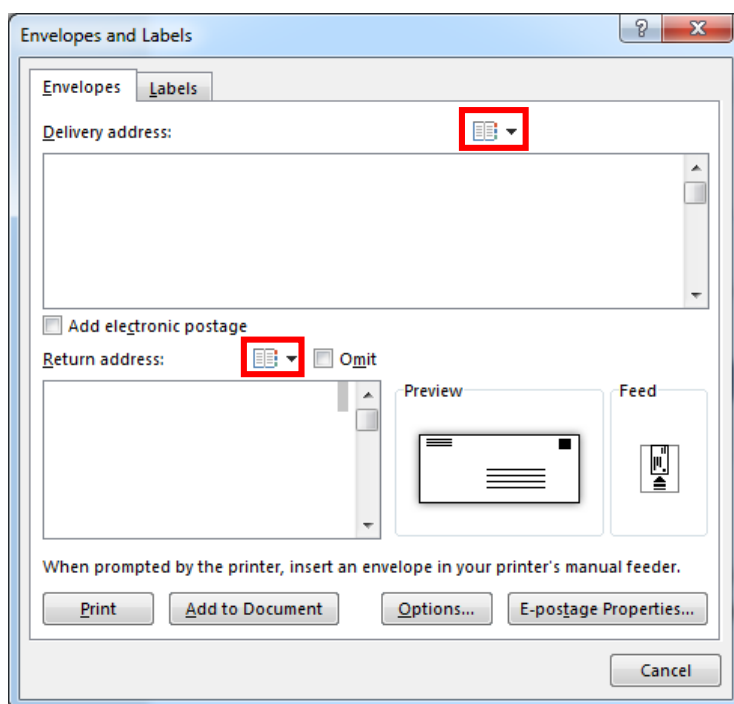 Envelopes and Labels
Envelopes Labels
Delivery address:
Add electronic postage
Return address: Omit
Preview Feed
When prompted by the printer, insert an envelope in your printer's manual feeder.
Print Add to Document Options... E-postage Properties...
Cancel